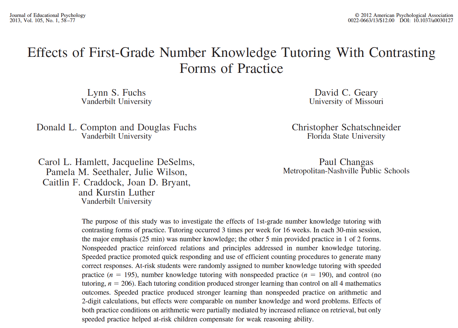 Journal of Educational Psychology
2013, Vol. 105, No. 1, 58–77
© 2012 American Psychological Association
0022-0663/13/$12.00 DOI: 10.1037/a0030127
Effects of First-Grade Number Knowledge Tutoring With Contrasting
Forms of Practice
Lynn S. Fuchs
Vanderbilt University
David C. Geary
University of Missouri
Donald L. Compton and Douglas Fuchs
Vanderbilt University
Christopher Schatschneider
Florida State University
Carol L. Hamlett, Jacqueline DeSelms,
Pamela M. Seethaler, Julie Wilson,
Caitlin F. Craddock, Joan D. Bryant,
and Kurstin Luther
Vanderbilt University
Paul Changas
Metropolitan-Nashville Public Schools
The purpose of this study was to investigate the effects of 1st-grade number knowledge tutoring with
contrasting forms of practice. Tutoring occurred 3 times per week for 16 weeks. In each 30-min session,
the major emphasis (25 min) was number knowledge; the other 5 min provided practice in 1 of 2 forms.
Nonspeeded practice reinforced relations and principles addressed in number knowledge tutoring.
Speeded practice promoted quick responding and use of efficient counting procedures to generate many
correct responses. At-risk students were randomly assigned to number knowledge tutoring with speeded
practice (n = 195), number knowledge tutoring with nonspeeded practice (n = 190), and control (no
tutoring, n = 206). Each tutoring condition produced stronger learning than control on all 4 mathematics
outcomes. Speeded practice produced stronger learning than nonspeeded practice on arithmetic and
2-digit calculations, but effects were comparable on number knowledge and word problems. Effects of
both practice conditions on arithmetic were partially mediated by increased reliance on retrieval, but only
speeded practice helped at-risk children compensate for weak reasoning ability.